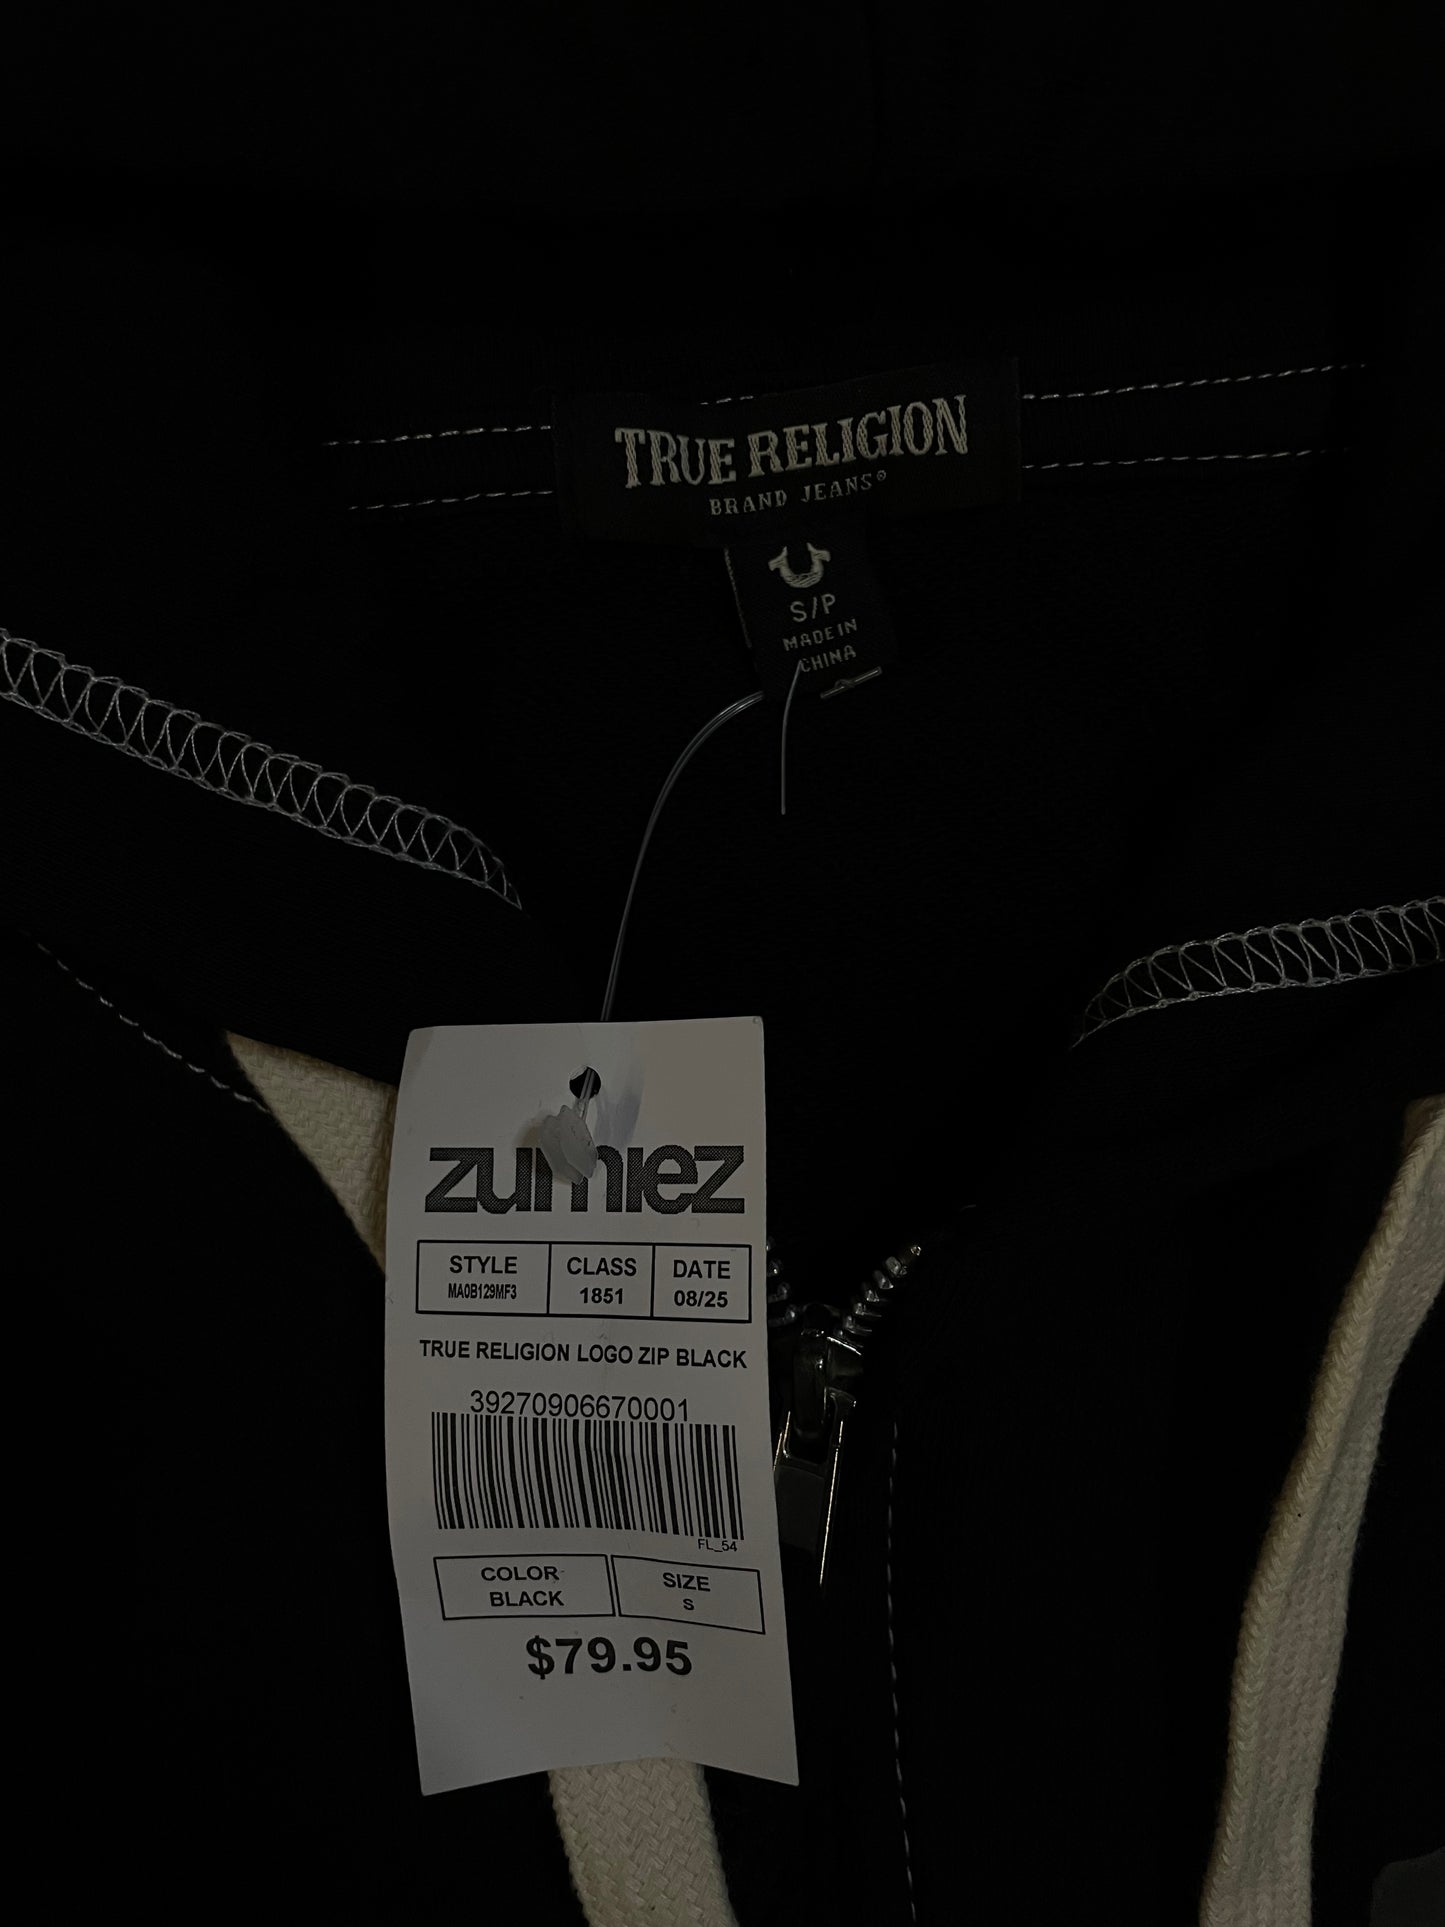 TRUE RELIGION
BRAND JEANS®
S/P
MADE IN
CHINA
zumiez
STYLE CLASS DATE
MA0B129MF3 1851 08/25
TRUE RELIGION LOGO ZIP BLACK
39270906670001
FL_54
COLOR SIZE
BLACK S
$79.95